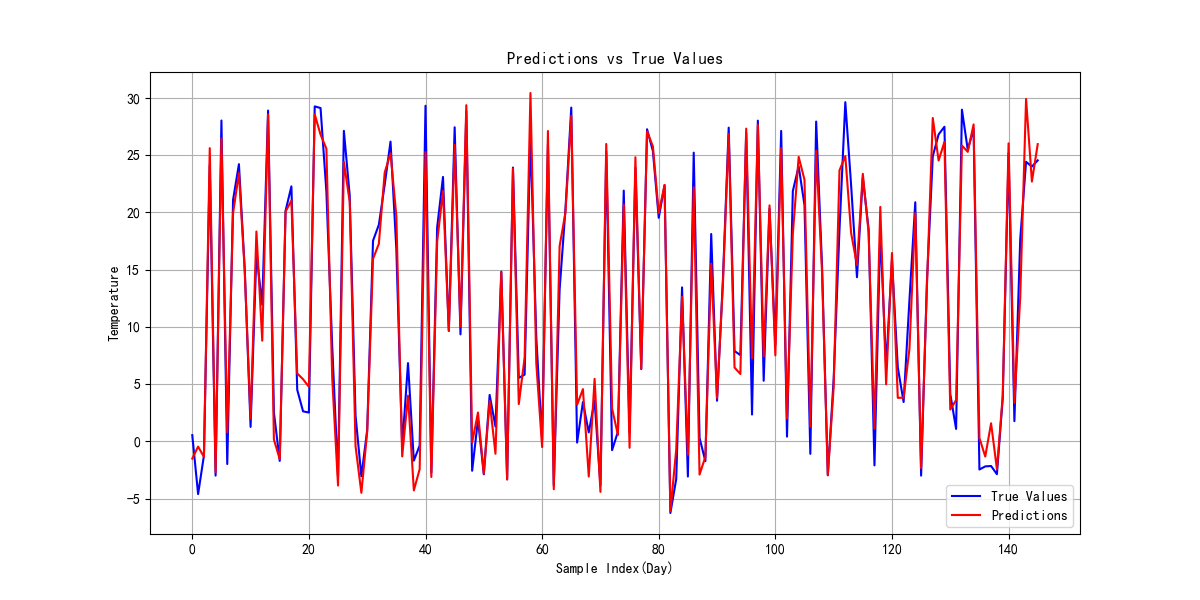 Predictions vs True Values
Temperature
30
25
20
15
10
5
0
−5
0 20 40 60 80 100 120 140
Sample Index(Day)
True Values
Predictions